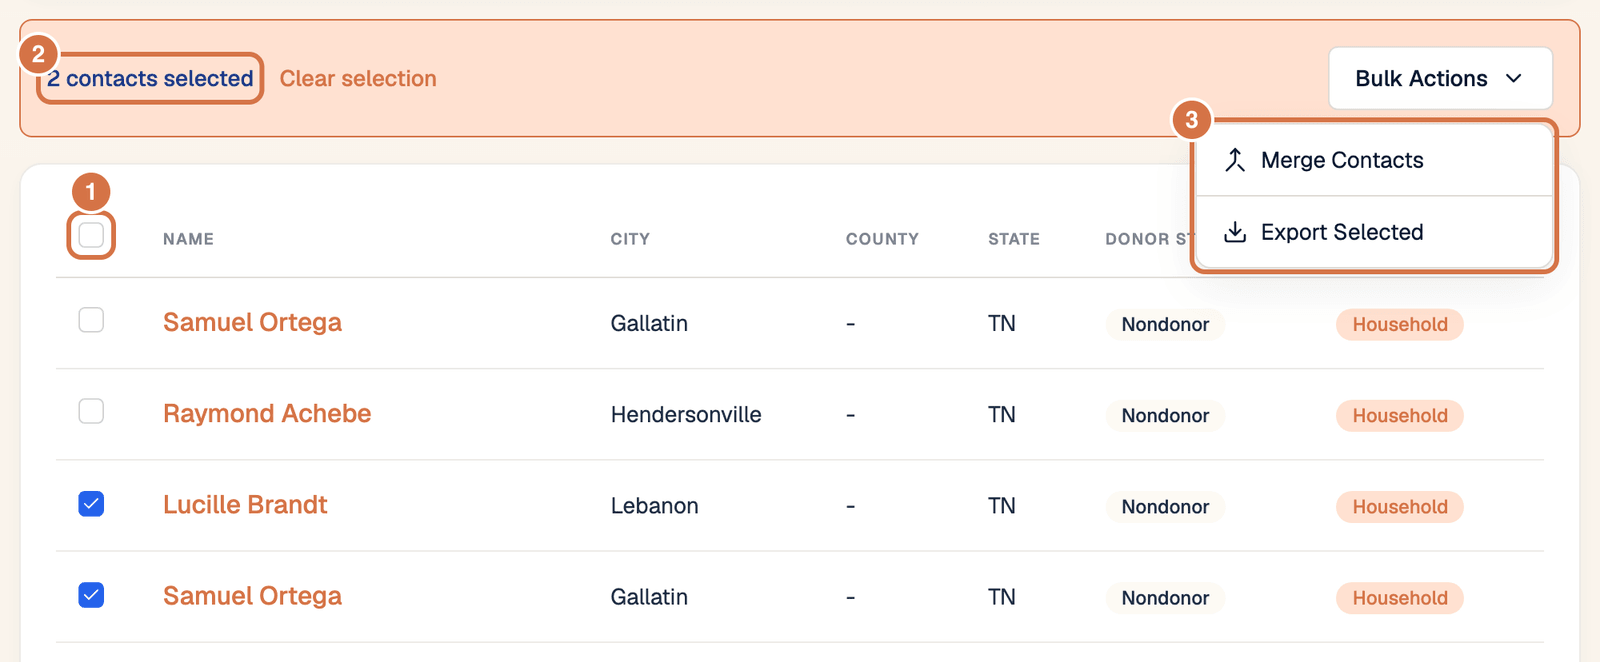 2
2 contacts selected Clear selection Bulk Actions
3
Merge Contacts
Export Selected
1
NAME CITY COUNTY STATE DONOR ST
Samuel Ortega Gallatin - TN Nondonor Household
Raymond Achebe Hendersonville - TN Nondonor Household
Lucille Brandt Lebanon - TN Nondonor Household
Samuel Ortega Gallatin - TN Nondonor Household